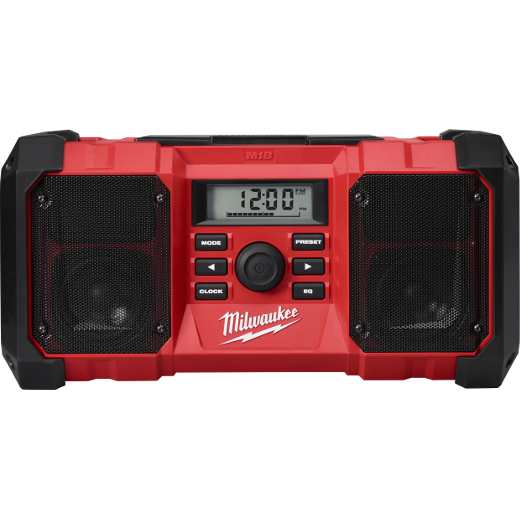 M18
12:00 PM
MODE
PRESET
◄
►
CLOCK
EQ
Milwaukee